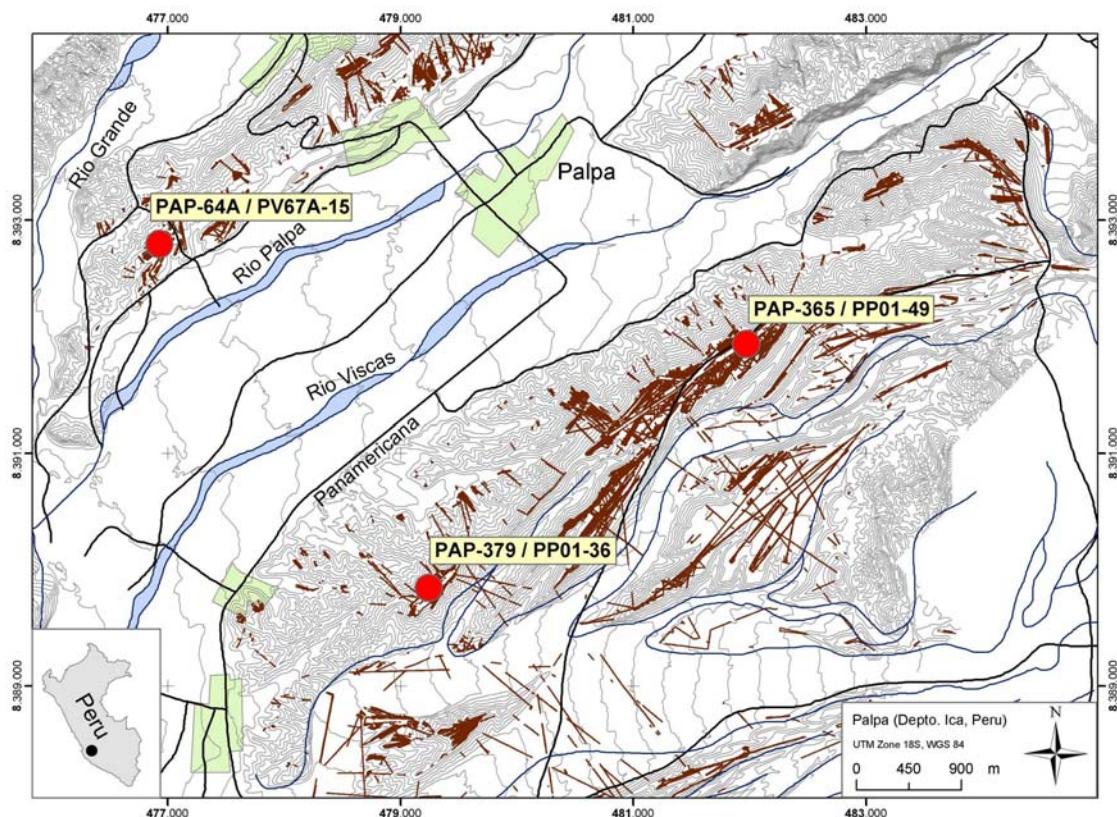 477.000
479.000
481.000
483.000
Rio Grande
Palpa
8.393.000
8.393.000
PAP-64A / PV67A-15
Rio Palpa
PAP-365 / PP01-49
Rio Viscas
Panamericana
8.391.000
8.391.000
PAP-379 / PP01-36
8.389.000
8.389.000
Peru
Palpa (Depto. Ica, Peru)
N
UTM Zone 18S, WGS 84
0 450 900 m
477.000
479.000
481.000
483.000